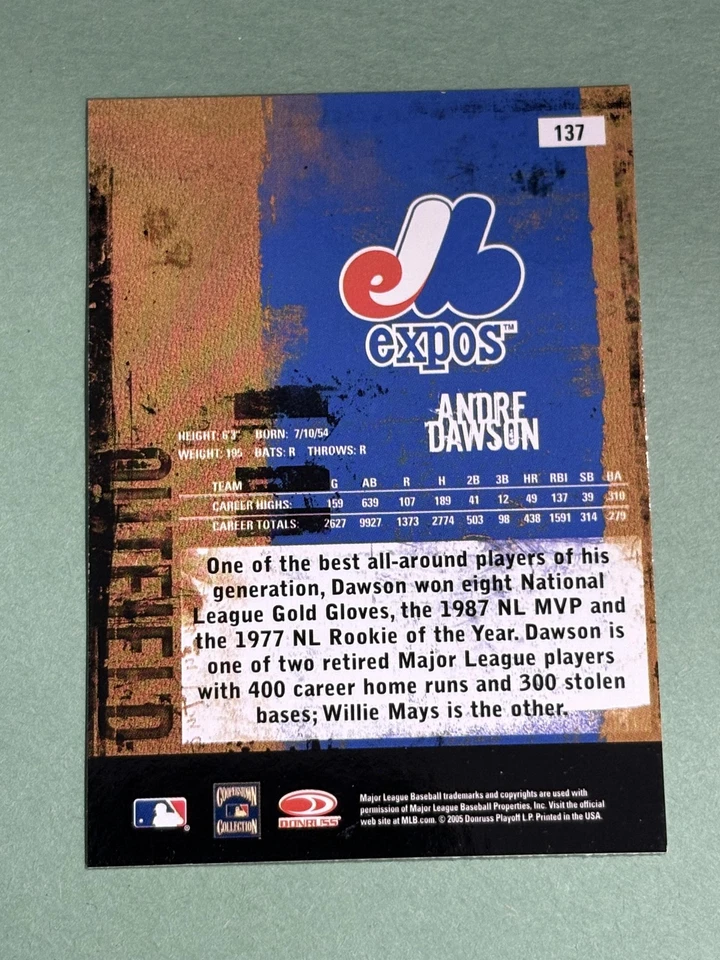 137
expos™
ANDRE
DAWSON
HEIGHT: 6'3" BORN: 7/10/54
WEIGHT: 195 BATS: R THROWS: R
TEAM G AB R H 2B 3B HR RBI SB BA
CAREER HIGHS: 159 639 107 189 41 12 49 137 39 .310
CAREER TOTALS: 2627 9927 1373 2774 503 98 438 1591 314 .279
OUTFIELD
One of the best all-around players of his
generation, Dawson won eight National
League Gold Gloves, the 1987 NL MVP and
the 1977 NL Rookie of the Year. Dawson is
one of two retired Major League players
with 400 career home runs and 300 stolen
bases; Willie Mays is the other.
COOPERSTOWN
COLLECTION
DONRUSS
Major League Baseball trademarks and copyrights are used with
permission of Major League Baseball Properties, Inc. Visit the official
web site at MLB.com. © 2005 Donruss Playoff L.P. Printed in the USA.